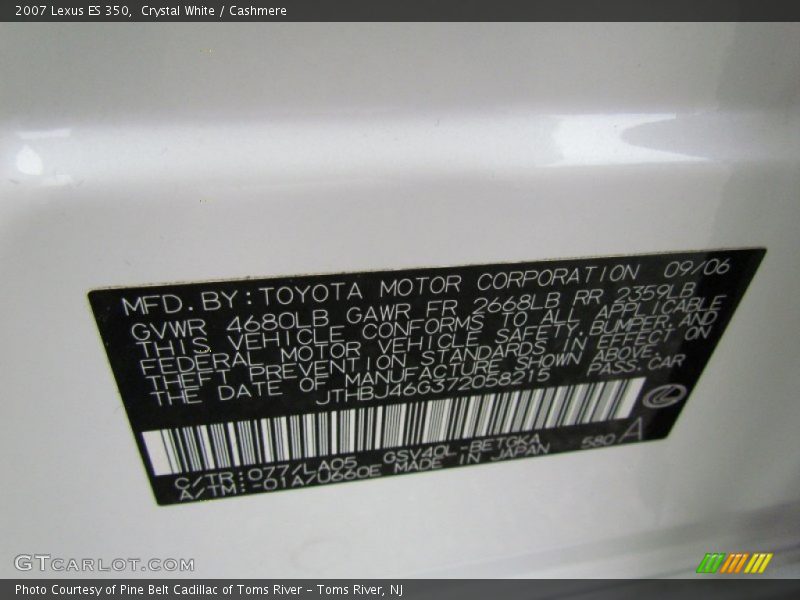 2007 Lexus ES 350,  Crystal White / Cashmere
MFD. BY: TOYOTA MOTOR CORPORATION 09/06
GVWR 4680LB GAWR FR 2668LB RR 2359LB
THIS VEHICLE CONFORMS TO ALL APPLICABLE
FEDERAL MOTOR VEHICLE SAFETY, BUMPER, AND
THEFT PREVENTION STANDARDS IN EFFECT ON
THE DATE OF MANUFACTURE SHOWN ABOVE.
JTHBJ46G372058215 PASS. CAR
C/TR: 077/LA05 GSV40L-BETGKA 580 A
A/TM: -01A/U660E MADE IN JAPAN
GTCARLOT.COM
Photo Courtesy of Pine Belt Cadillac of Toms River – Toms River, NJ